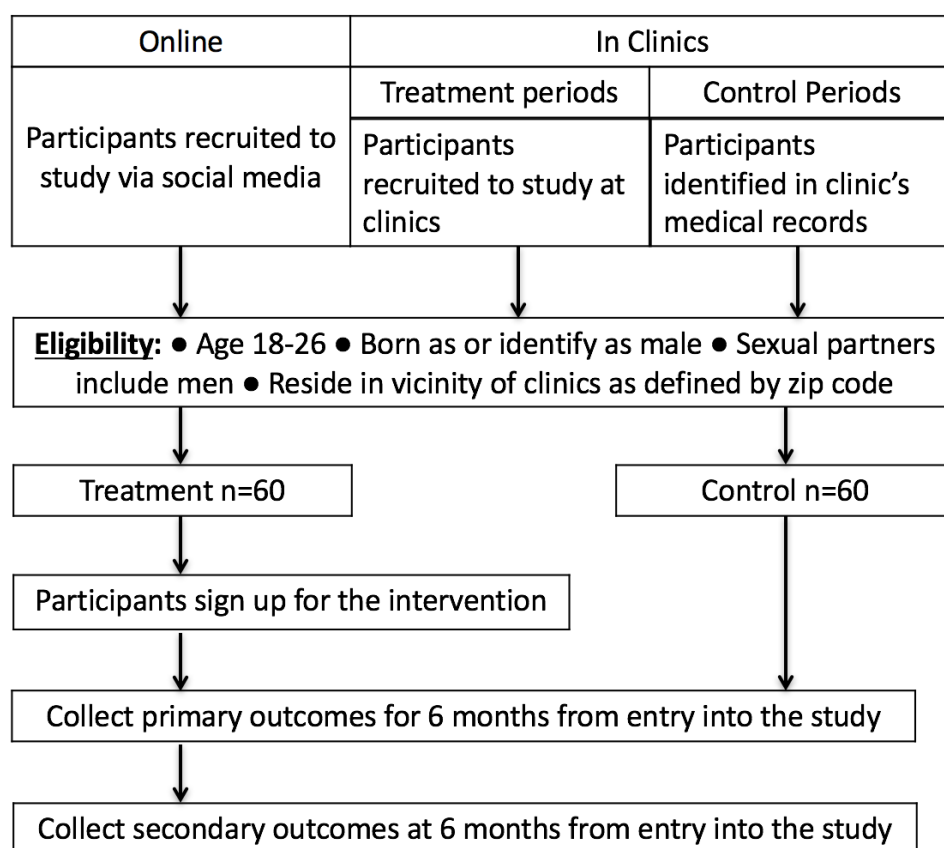 Online
In Clinics
Treatment periods
Control Periods
Participants recruited to
study via social media
Participants
recruited to study at
clinics
Participants
identified in clinic's
medical records
Eligibility: ● Age 18-26 ● Born as or identify as male ● Sexual partners
include men ● Reside in vicinity of clinics as defined by zip code
Treatment n=60
Control n=60
Participants sign up for the intervention
Collect primary outcomes for 6 months from entry into the study
Collect secondary outcomes at 6 months from entry into the study